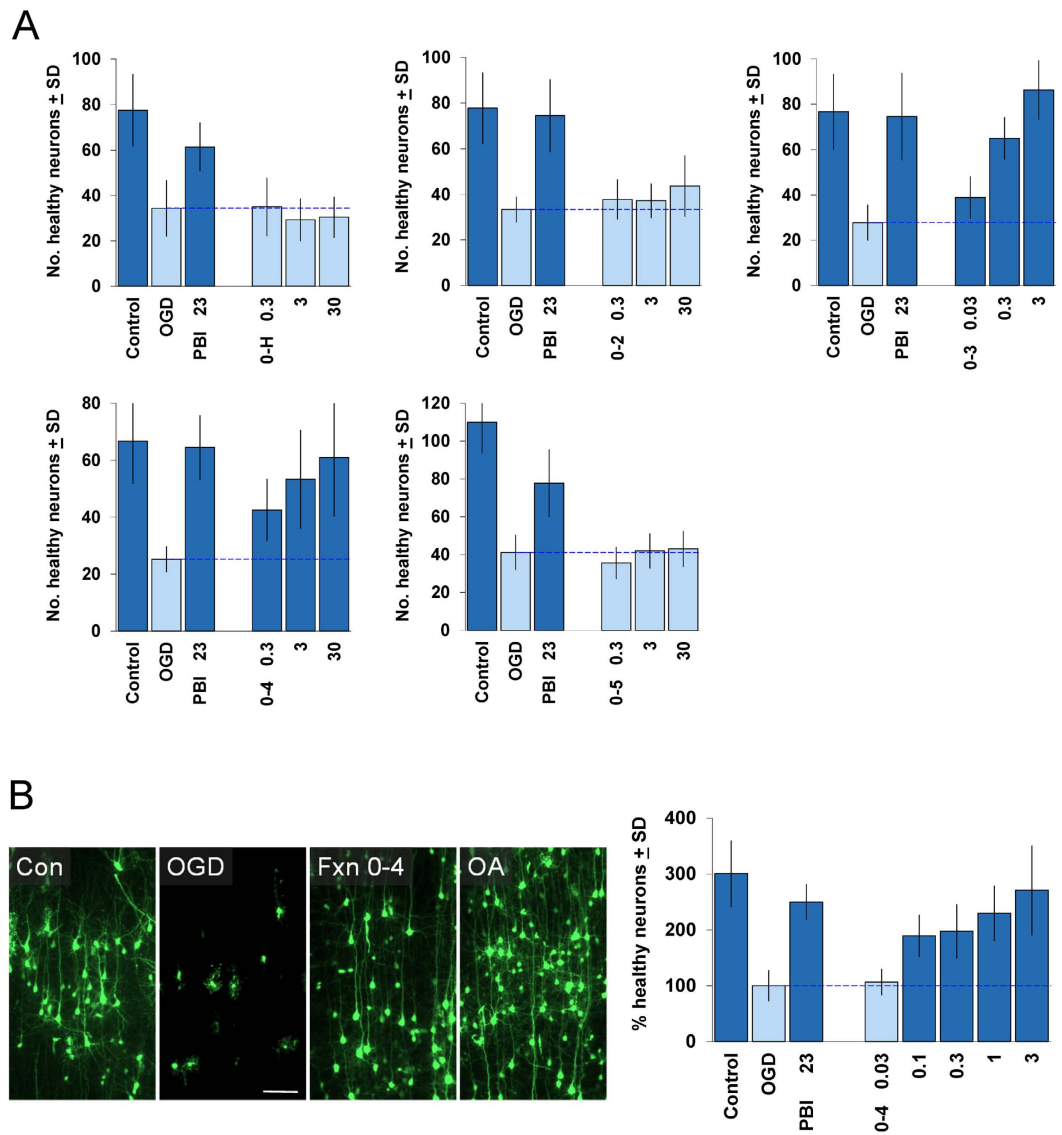 A
No. healthy neurons ± SD
100
80
60
40
20
0
Control
OGD
PBI 23
0-H 0.3
3
30
No. healthy neurons ± SD
100
80
60
40
20
0
Control
OGD
PBI 23
0-2 0.3
3
30
No. healthy neurons ± SD
100
80
60
40
20
0
Control
OGD
PBI 23
0-3 0.03
0.3
3
No. healthy neurons ± SD
80
60
40
20
0
Control
OGD
PBI 23
0-4 0.3
3
30
No. healthy neurons ± SD
120
100
80
60
40
20
0
Control
OGD
PBI 23
0-5 0.3
3
30
B
Con
OGD
Fxn 0-4
OA
% healthy neurons ± SD
400
300
200
100
0
Control
OGD
PBI 23
0-4 0.03
0.1
0.3
1
3